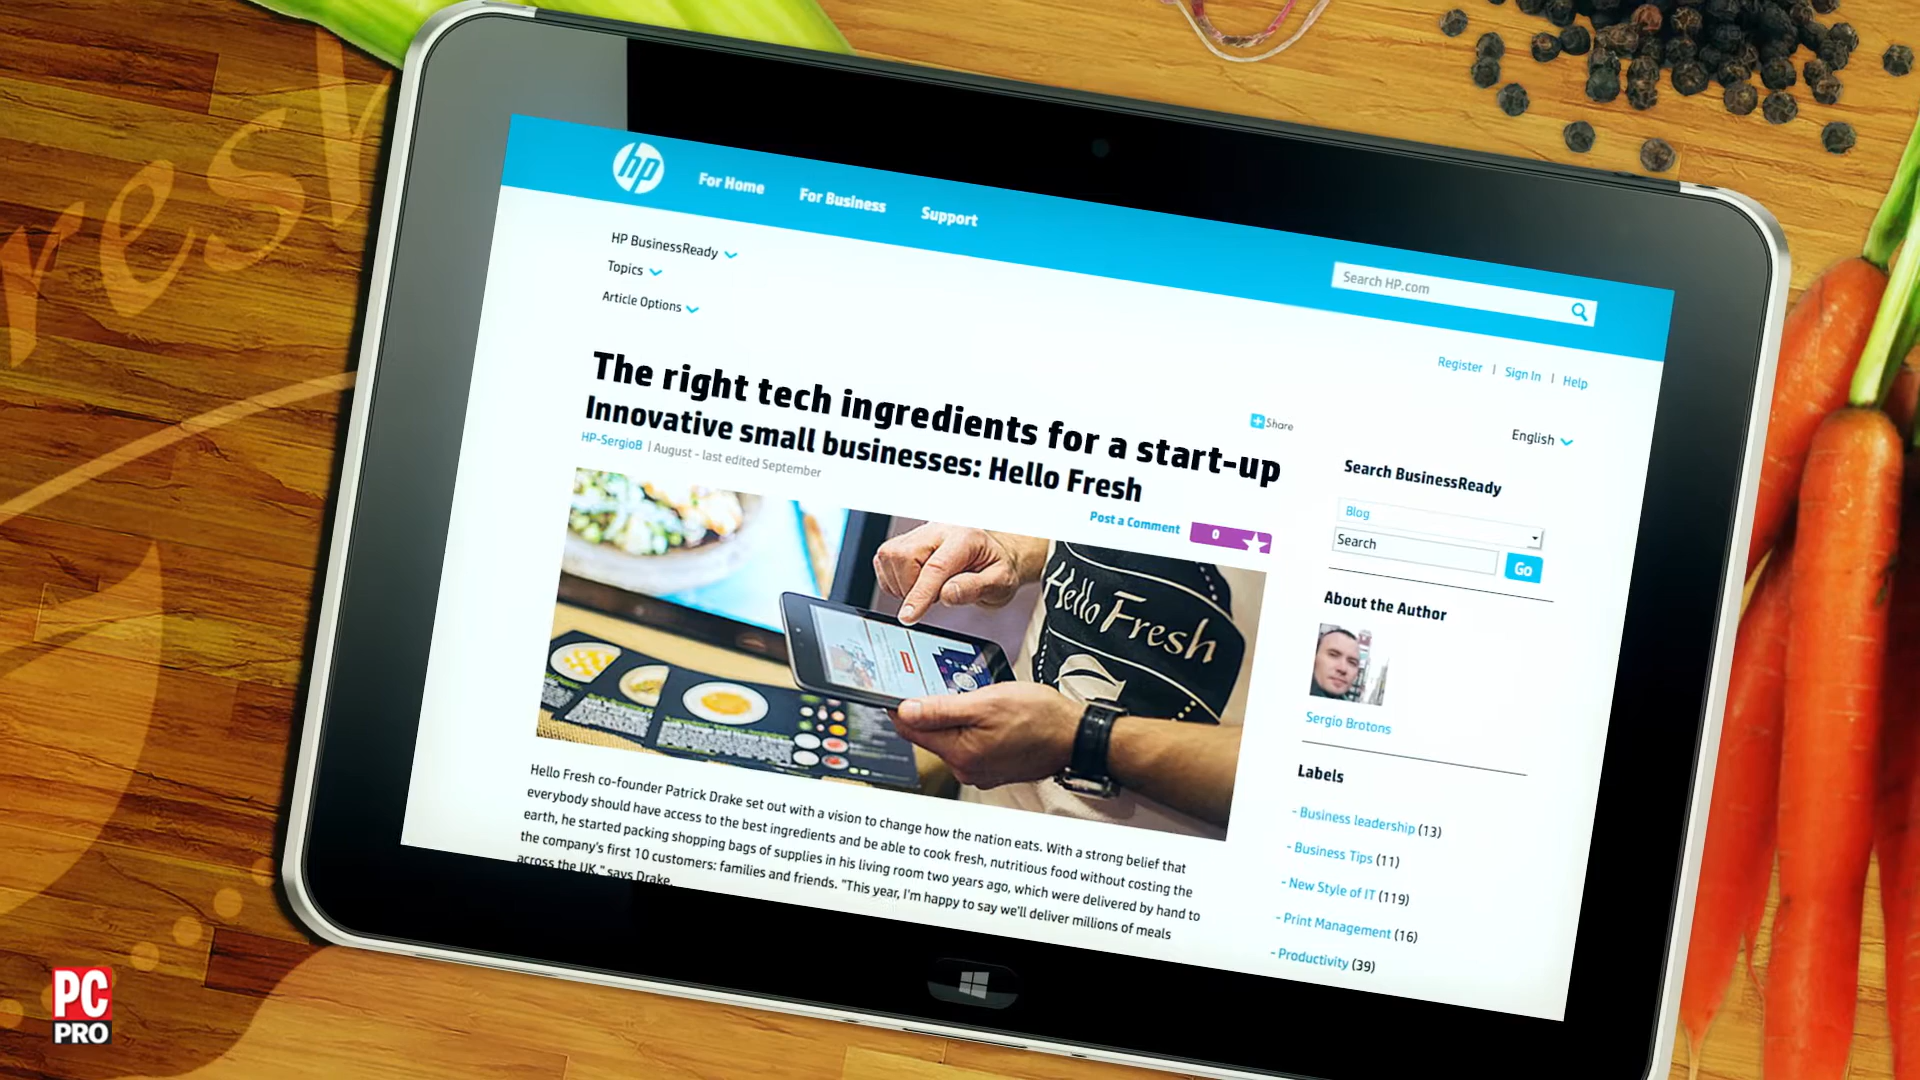 resh
hp
For Home
For Business
Support
Search HP.com
HP BusinessReady
Topics
Article Options
Register | Sign In | Help
English
The right tech ingredients for a start-up
Innovative small businesses: Hello Fresh
Share
HP-SergioB | August - last edited September
Post a Comment
0
Hello Fresh
Hello Fresh co-founder Patrick Drake set out with a vision to change how the nation eats. With a strong belief that
everybody should have access to the best ingredients and be able to cook fresh, nutritious food without costing the
earth, he started packing shopping bags of supplies in his living room two years ago, which were delivered by hand to
the company's first 10 customers: families and friends. "This year, I'm happy to say we'll deliver millions of meals
across the UK," says Drake.
Search BusinessReady
Blog
Search
Go
About the Author
Sergio Brotons
Labels
- Business leadership (13)
- Business Tips (11)
- New Style of IT (119)
- Print Management (16)
- Productivity (39)
PC
PRO